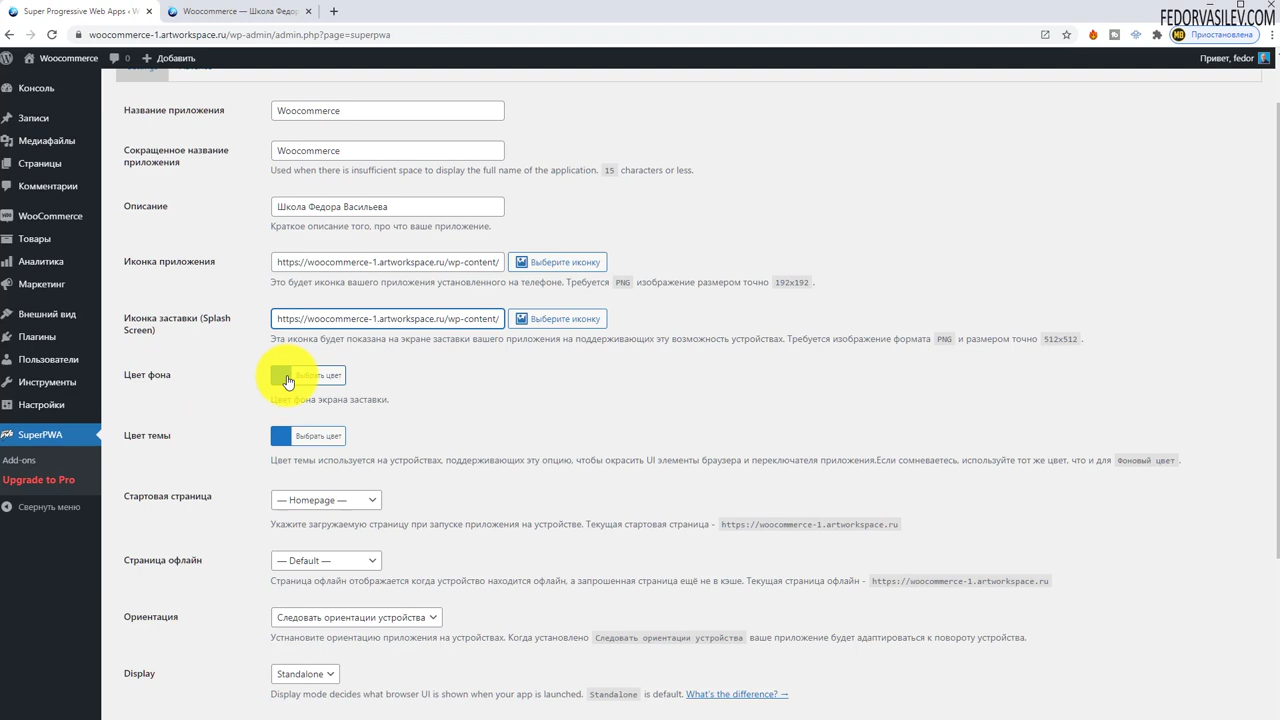 Super Progressive Web Apps ‹ W
Woocommerce — Школа Федор
FEDORVASILEV.COM
woocommerce-1.artworkspace.ru/wp-admin/admin.php?page=superpwa
Приостановлена
Woocommerce
0
Добавить
Привет, fedor
Консоль
Записи
Медиафайлы
Страницы
Комментарии
WooCommerce
Товары
Аналитика
Маркетинг
Внешний вид
Плагины
Пользователи
Инструменты
Настройки
SuperPWA
Add-ons
Upgrade to Pro
Свернуть меню
Название приложения
Woocommerce
Сокращенное название
приложения
Woocommerce
Used when there is insufficient space to display the full name of the application. 15 characters or less.
Описание
Школа Федора Васильева
Краткое описание того, про что ваше приложение.
Иконка приложения
https://woocommerce-1.artworkspace.ru/wp-content/
Выберите иконку
Это будет иконка вашего приложения установленного на телефоне. Требуется PNG изображение размером точно 192x192 .
Иконка заставки (Splash
Screen)
https://woocommerce-1.artworkspace.ru/wp-content/
Выберите иконку
Эта иконка будет показана на экране заставки вашего приложения на поддерживающих эту возможность устройствах. Требуется изображение формата PNG и размером точно 512x512 .
Цвет фона
Выбрать цвет
Цвет фона экрана заставки.
Цвет темы
Выбрать цвет
Цвет темы используется на устройствах, поддерживающих эту опцию, чтобы окрасить UI элементы браузера и переключателя приложения.Если сомневаетесь, используйте тот же цвет, что и для Фоновый цвет .
Стартовая страница
— Homepage —
Укажите загружаемую страницу при запуске приложения на устройстве. Текущая стартовая страница - https://woocommerce-1.artworkspace.ru
Страница офлайн
— Default —
Страница офлайн отображается когда устройство находится офлайн, а запрошенная страница ещё не в кэше. Текущая страница офлайн - https://woocommerce-1.artworkspace.ru
Ориентация
Следовать ориентации устройства
Устнановите ориентацию приложения на устройствах. Когда установлено Следовать ориентации устройства ваше приложение будет адаптироваться к повороту устройства.
Display
Standalone
Display mode decides what browser UI is shown when your app is launched. Standalone is default. What's the difference? →